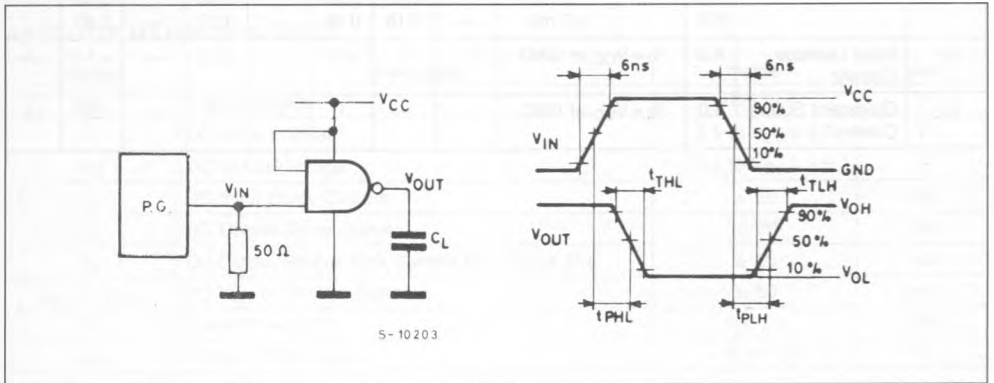 6ns
6ns
VCC
VCC
90%
50%
VIN
10%
GND
tTHL
tTLH
VOH
VOUT
90%
VIN
P.G.
VOUT
50%
50 Ω
CL
10%
VOL
tPHL
tPLH
S-10203